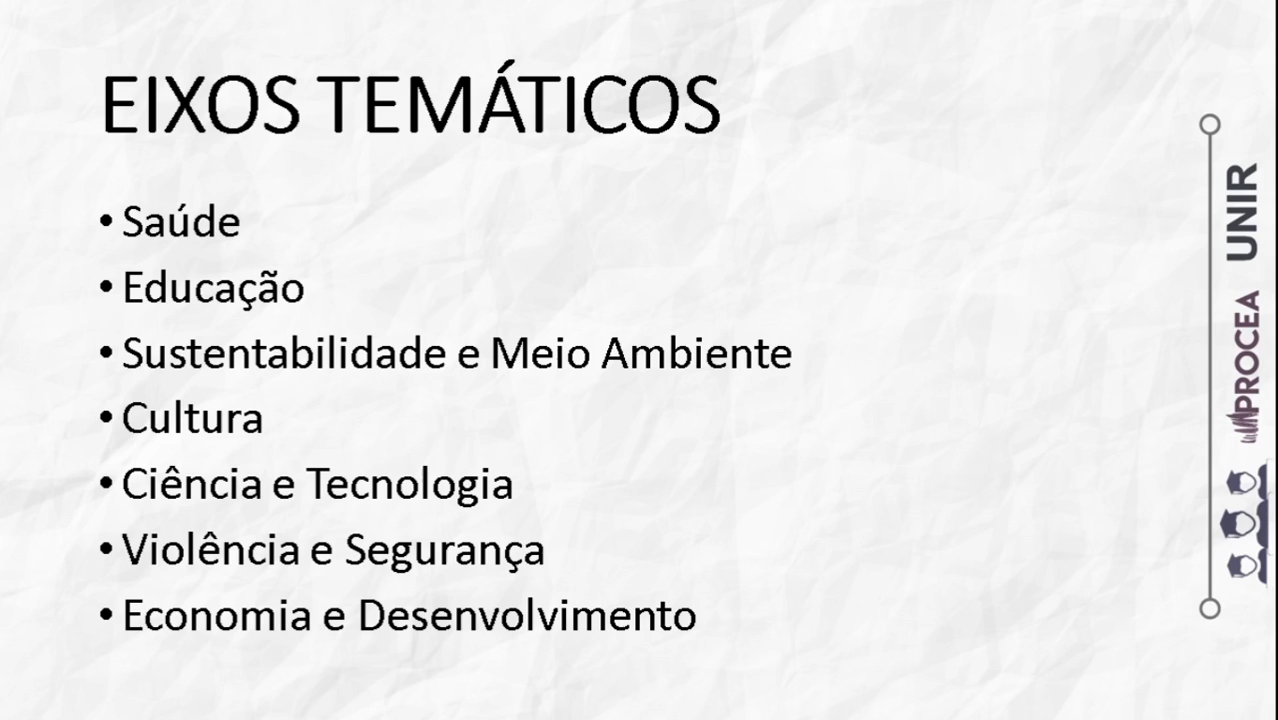 EIXOS TEMÁTICOS
• Saúde
• Educação
• Sustentabilidade e Meio Ambiente
• Cultura
• Ciência e Tecnologia
• Violência e Segurança
• Economia e Desenvolvimento
UNIR
PROCEA